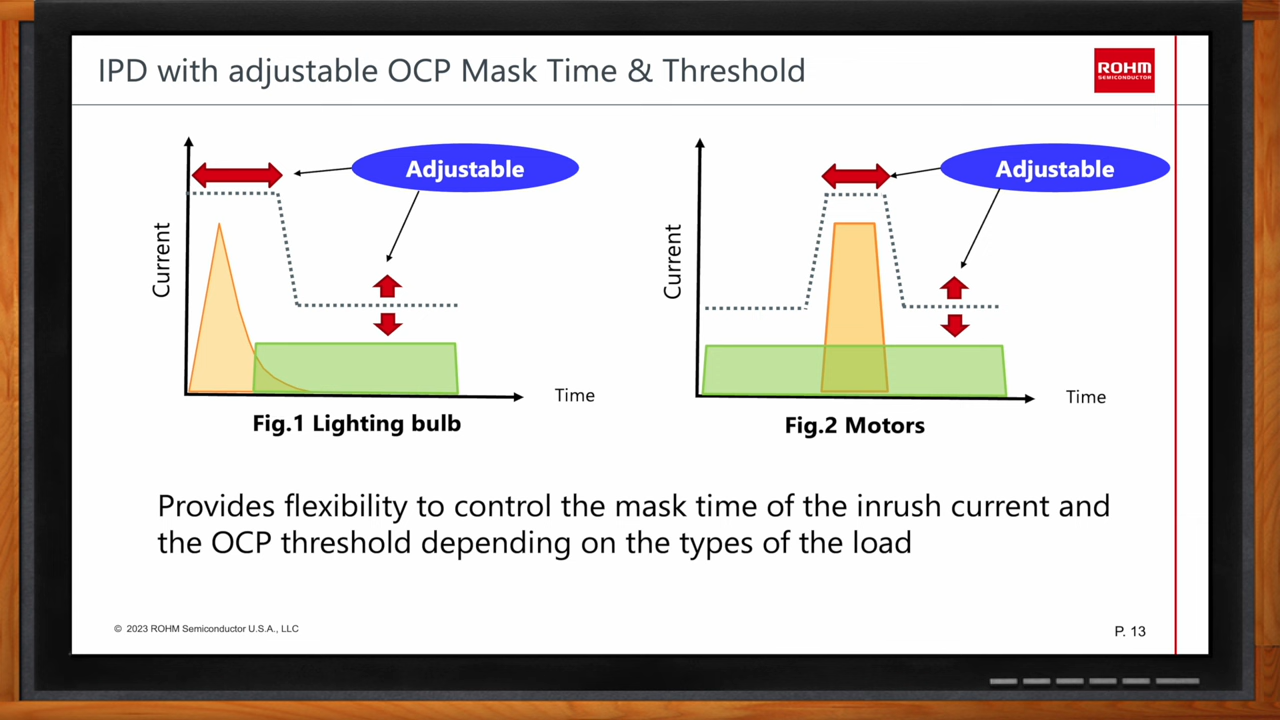 IPD with adjustable OCP Mask Time & Threshold
ROHM
SEMICONDUCTOR
Adjustable
Current
Time
Fig.1 Lighting bulb
Adjustable
Current
Time
Fig.2 Motors
Provides flexibility to control the mask time of the inrush current and
the OCP threshold depending on the types of the load
© 2023 ROHM Semiconductor U.S.A., LLC
P. 13